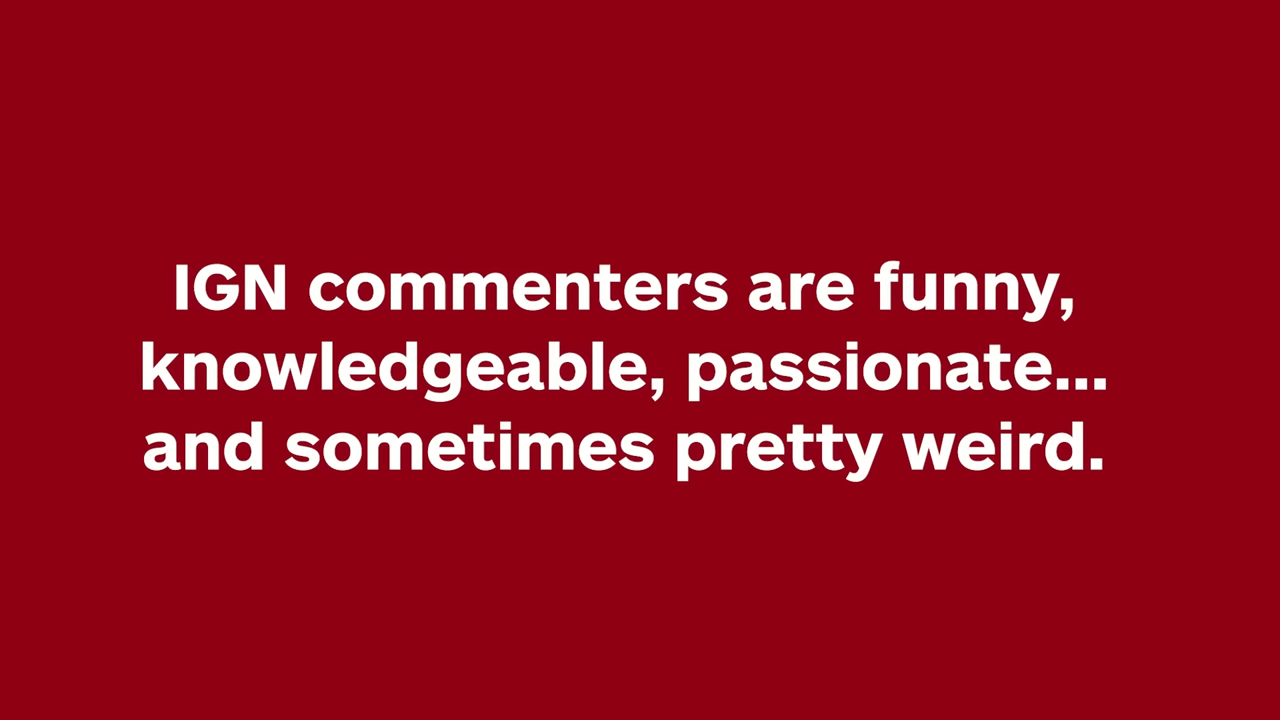 IGN commenters are funny,
knowledgeable, passionate...
and sometimes pretty weird.